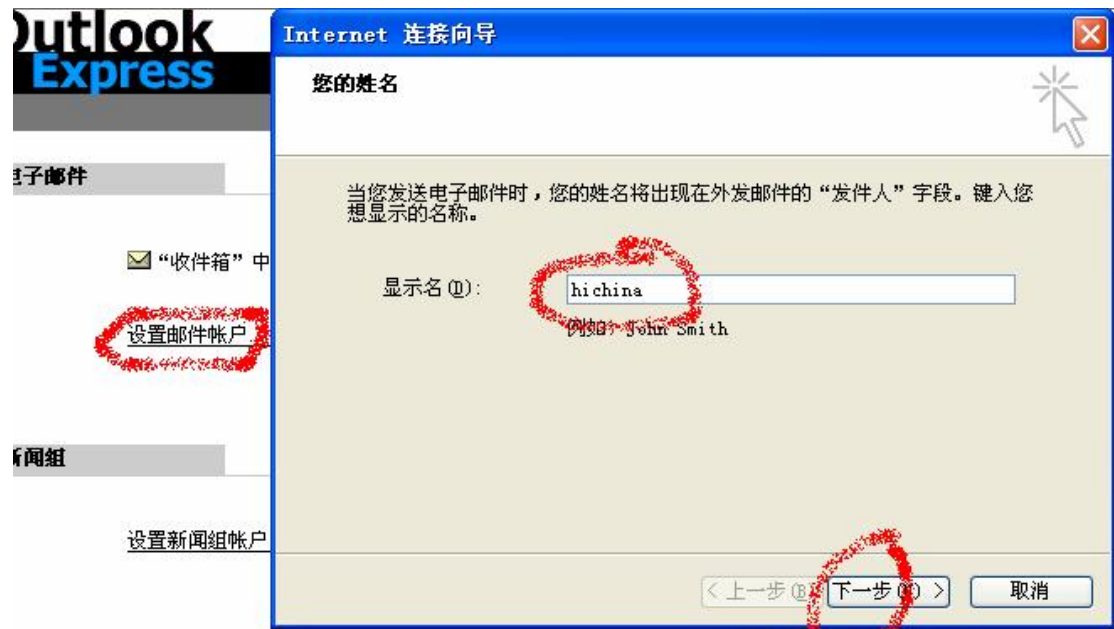 Outlook
Express
电子邮件
“收件箱”中
设置邮件帐户...
新闻组
设置新闻组帐户
Internet 连接向导
您的姓名
当您发送电子邮件时，您的姓名将出现在外发邮件的“发件人”字段。键入您
想显示的名称。
显示名(D):
hichina
例如: John Smith
< 上一步(B)
下一步(N) >
取消